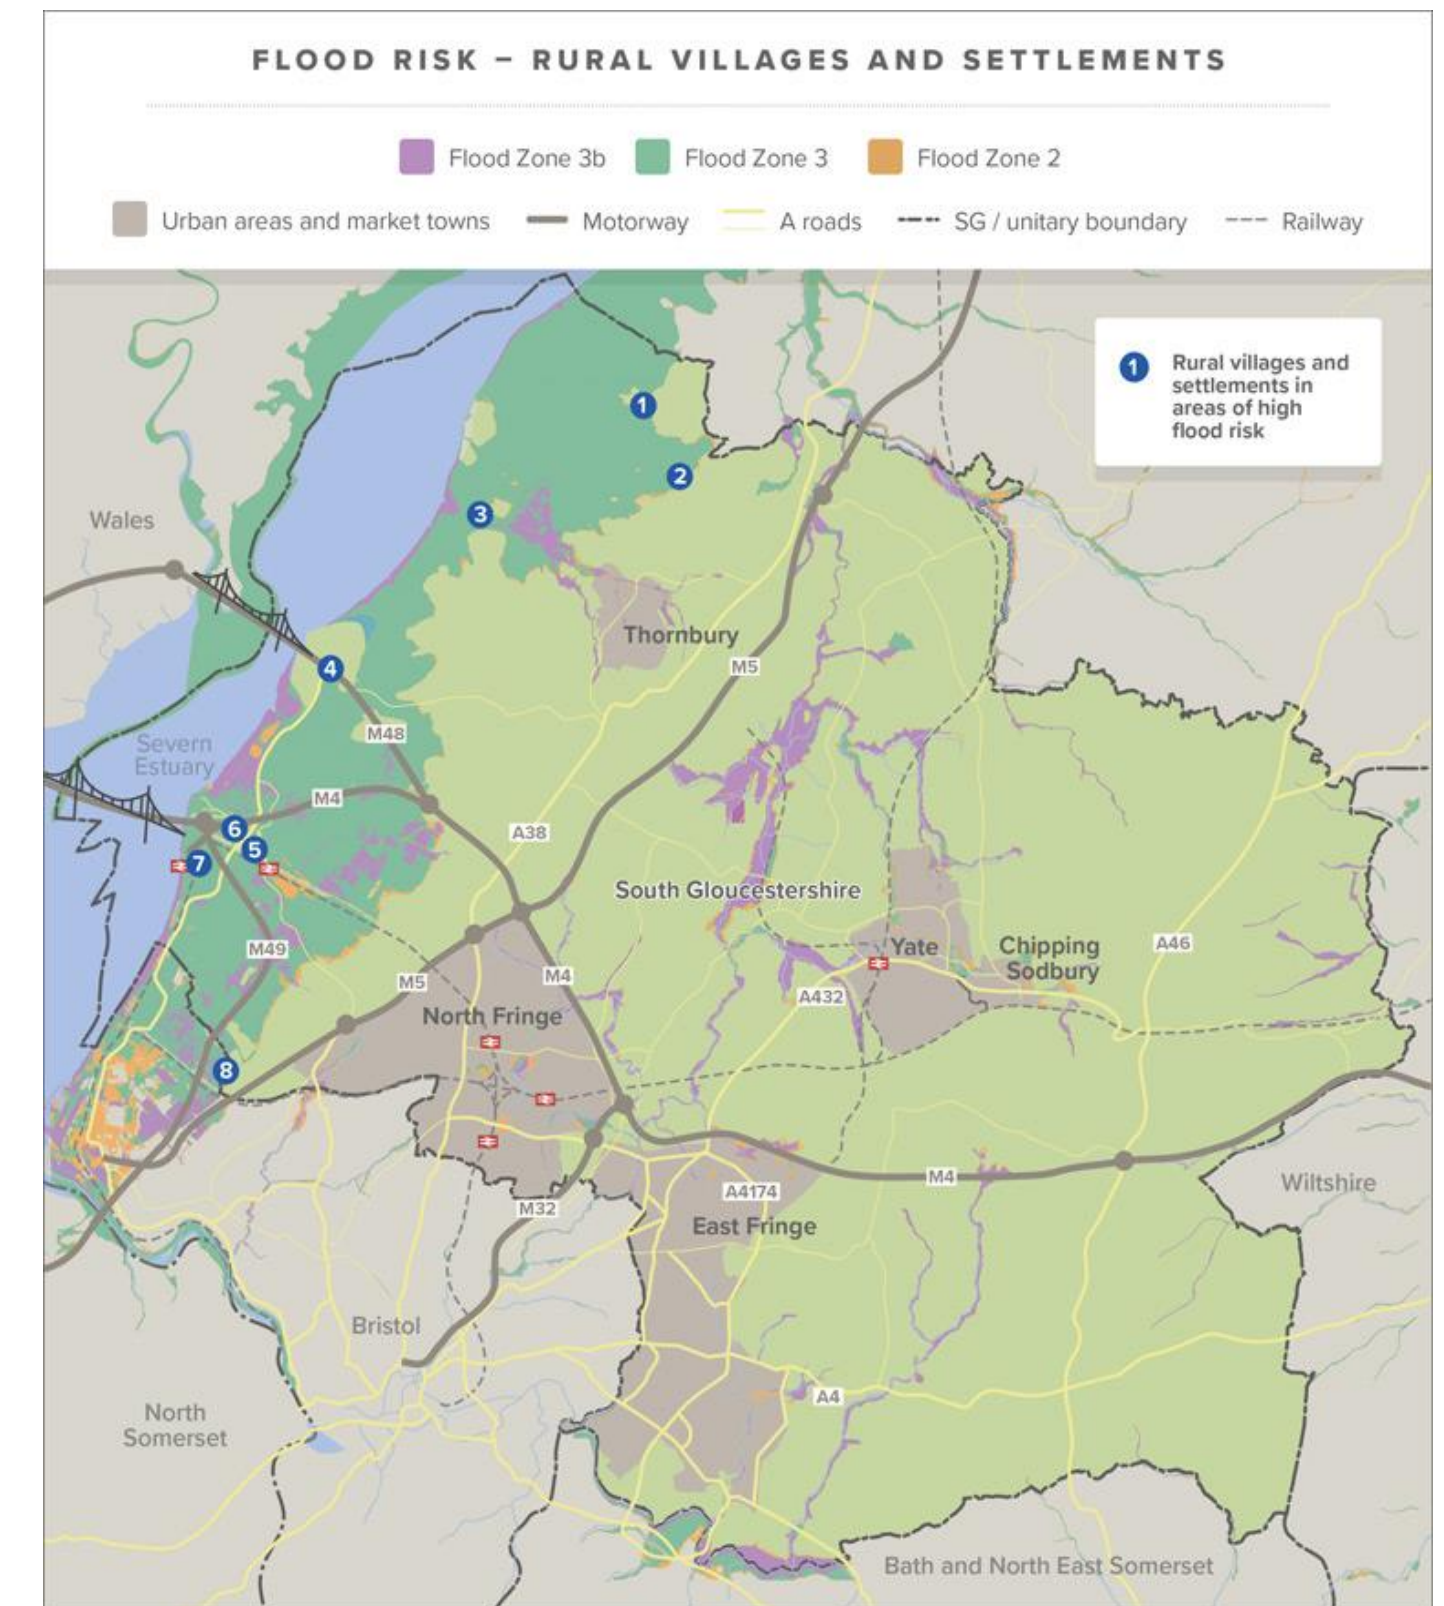 FLOOD RISK – RURAL VILLAGES AND SETTLEMENTS
Flood Zone 3b
Flood Zone 3
Flood Zone 2
Urban areas and market towns
Motorway
A roads
SG / unitary boundary
Railway
1
Rural villages and
settlements in
areas of high
flood risk
1
2
3
Wales
Thornbury
M5
4
M48
Severn
Estuary
M4
6
5
7
A38
South Gloucestershire
M49
M5
M4
Yate
Chipping
Sodbury
A46
A432
North Fringe
8
M4
Wiltshire
A4174
M32
East Fringe
Bristol
A4
North
Somerset
Bath and North East Somerset